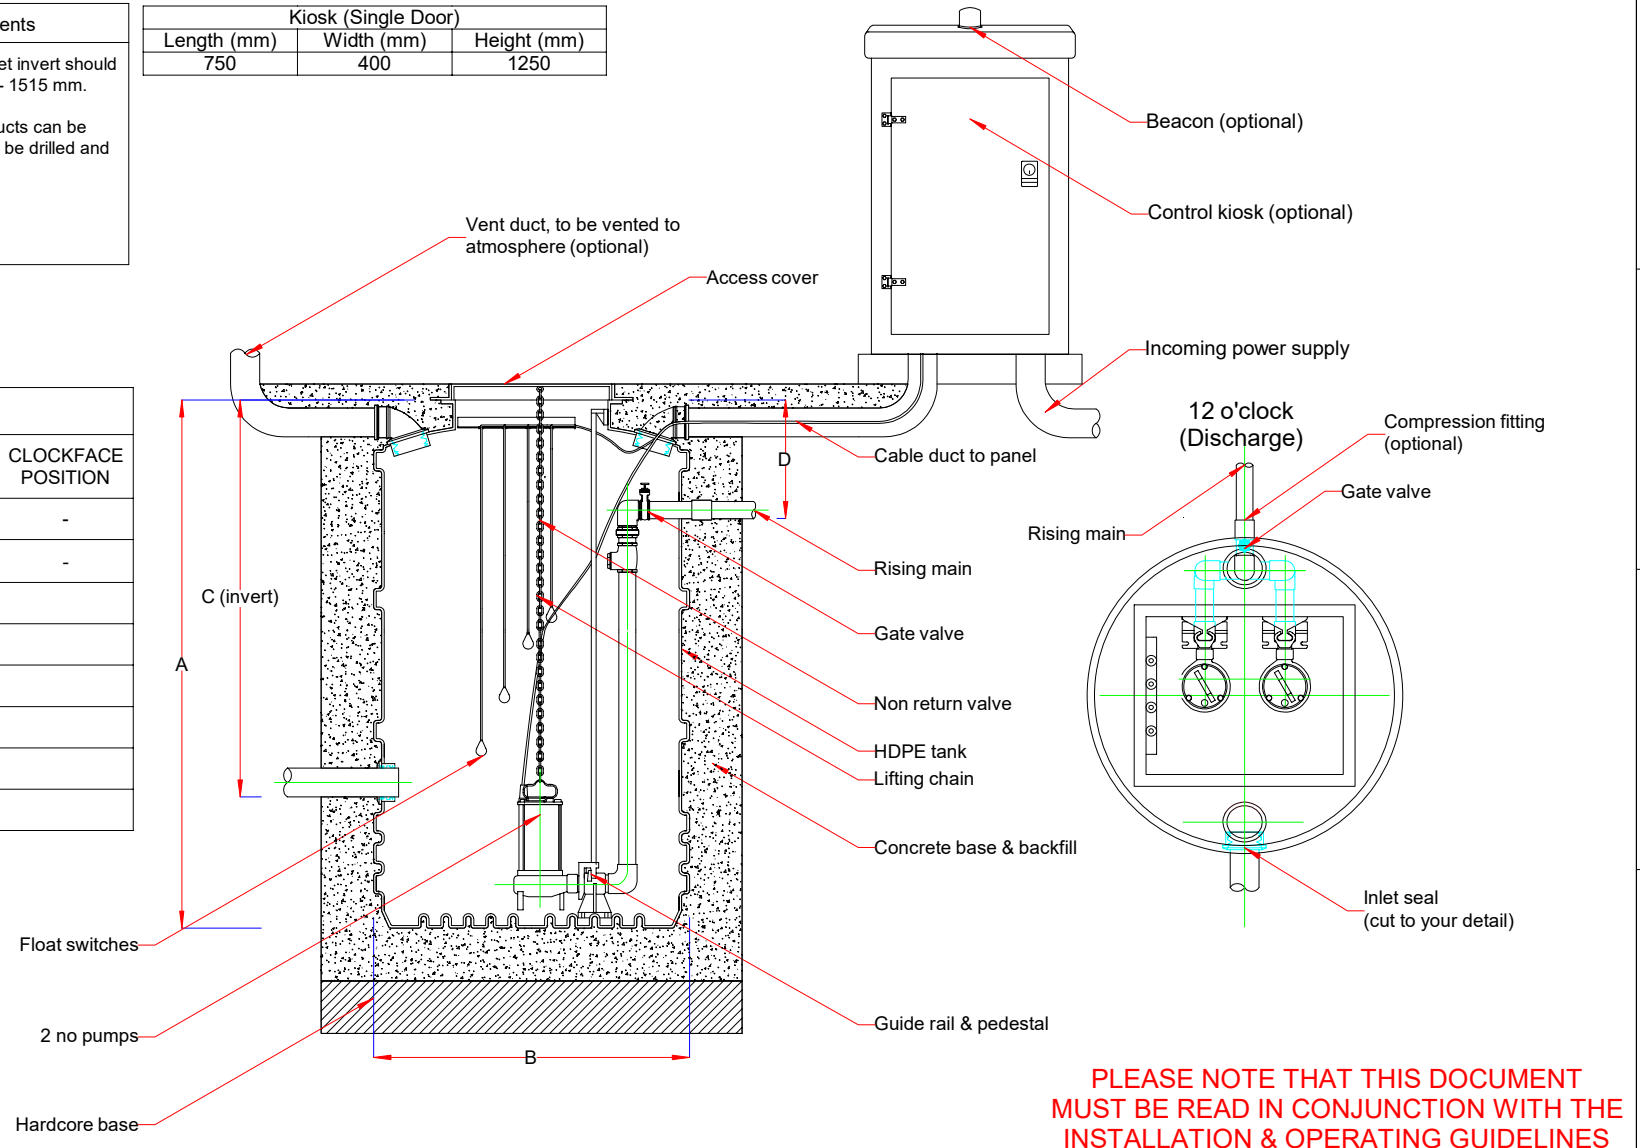 ents
et invert should
- 1515 mm.
ucts can be
be drilled and
Kiosk (Single Door)
Length (mm) Width (mm) Height (mm)
750 400 1250
Beacon (optional)
Control kiosk (optional)
Vent duct, to be vented to
atmosphere (optional)
Access cover
Incoming power supply
12 o'clock
(Discharge)
Compression fitting
(optional)
Gate valve
Rising main
CLOCKFACE
POSITION
-
-
D
Cable duct to panel
C (invert)
A
Rising main
Gate valve
Non return valve
HDPE tank
Lifting chain
Concrete base & backfill
Inlet seal
(cut to your detail)
Float switches
2 no pumps
Guide rail & pedestal
B
Hardcore base
PLEASE NOTE THAT THIS DOCUMENT
MUST BE READ IN CONJUNCTION WITH THE
INSTALLATION & OPERATING GUIDELINES